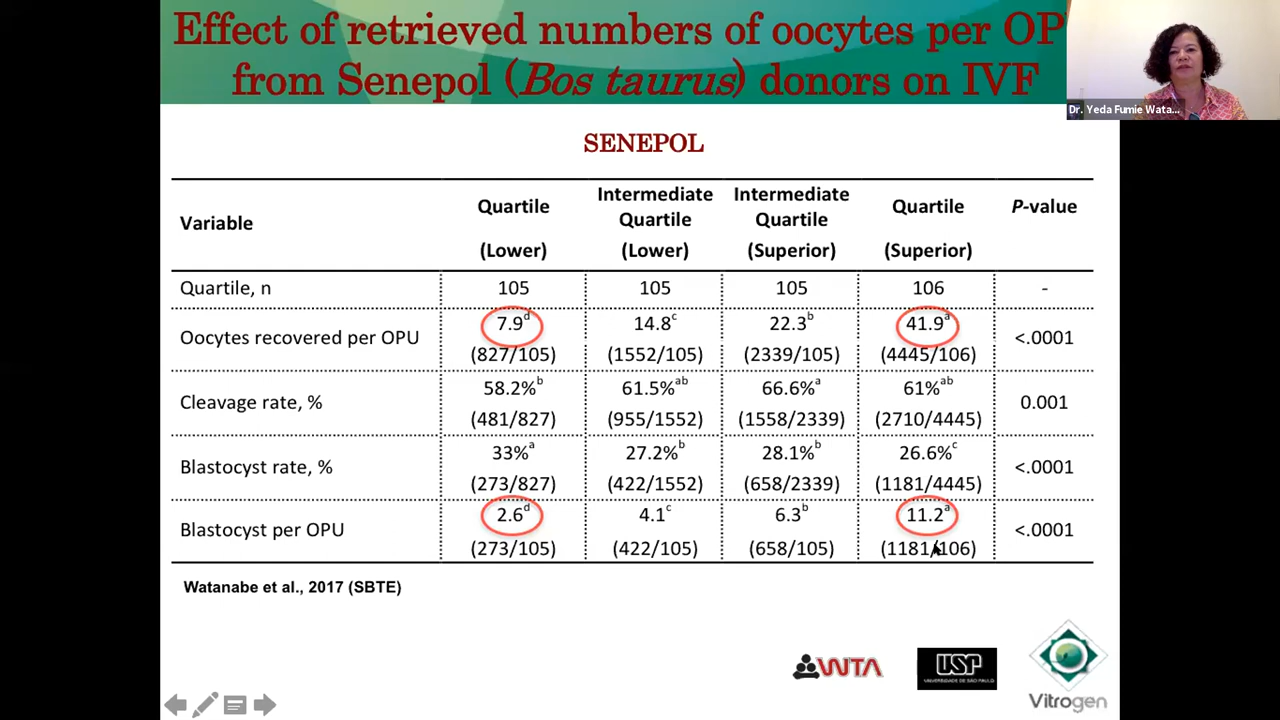 Effect of retrieved numbers of oocytes per OP
from Senepol (Bos taurus) donors on IVF
Dr. Yeda Fumie Wata...
SENEPOL
Variable
Quartile
(Lower)
Intermediate
Quartile
(Lower)
Intermediate
Quartile
(Superior)
Quartile
(Superior)
P-value
Quartile, n 105 105 105 106 -
Oocytes recovered per OPU 7.9d 14.8c 22.3b 41.9a <.0001
(827/105) (1552/105) (2339/105) (4445/106)
Cleavage rate, % 58.2%b 61.5%ab 66.6%a 61%ab 0.001
(481/827) (955/1552) (1558/2339) (2710/4445)
Blastocyst rate, % 33%a 27.2%b 28.1%b 26.6%c <.0001
(273/827) (422/1552) (658/2339) (1181/4445)
Blastocyst per OPU 2.6d 4.1c 6.3b 11.2a <.0001
(273/105) (422/105) (658/105) (1181/106)
Watanabe et al., 2017 (SBTE)
WTA
USP
UNIVERSIDADE DE SÃO PAULO
Vitrogen